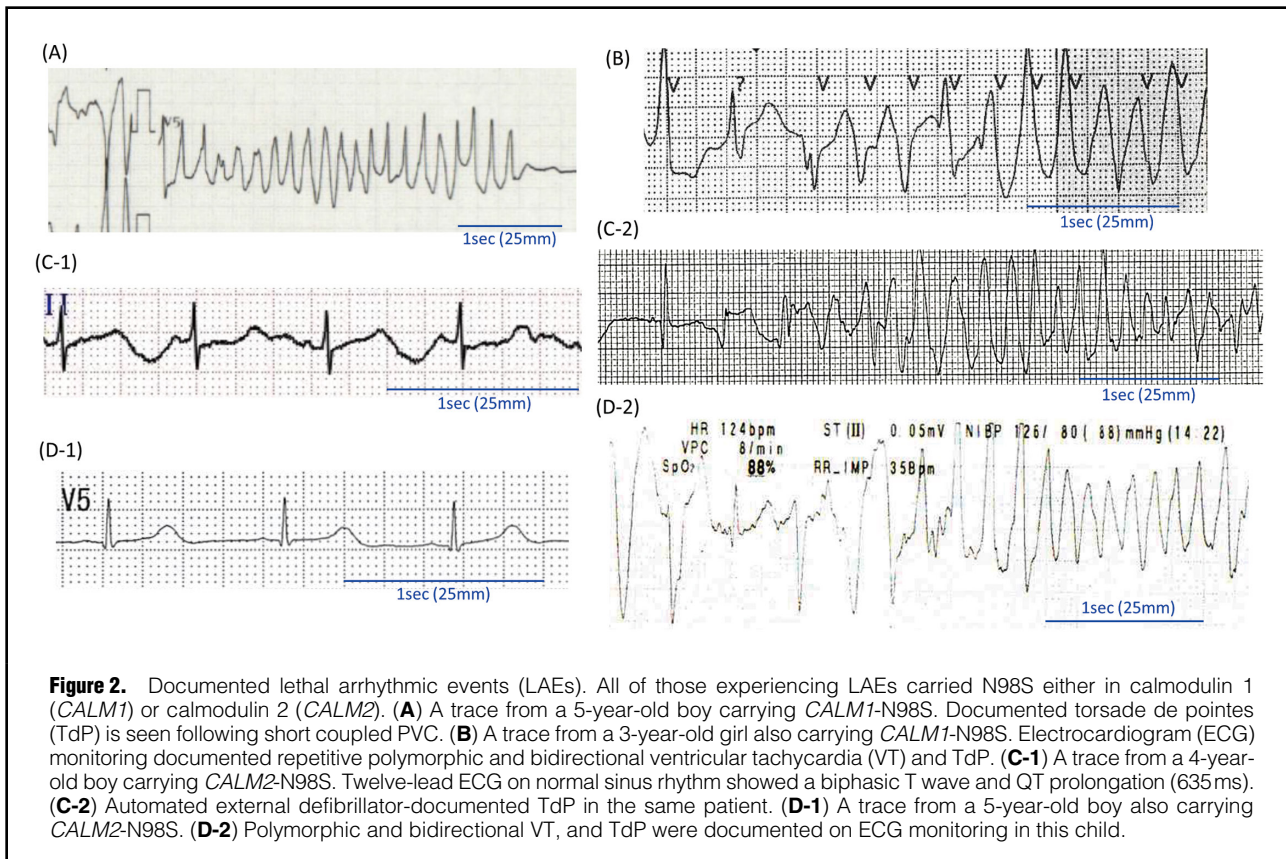 (A)
V5
1sec (25mm)
(B)
V ? V V V V V V V V V
1sec (25mm)
(C-1)
II
1sec (25mm)
(C-2)
1sec (25mm)
(D-1)
V5
1sec (25mm)
(D-2)
HR 124bpm ST (II) 0.05mV NIBP 126/ 80 ( 88) mmHg (14:22)
VPC 8/min
SpO₂ 88% RR_IMP 35Bpm
1sec (25mm)
Figure 2. Documented lethal arrhythmic events (LAEs). All of those experiencing LAEs carried N98S either in calmodulin 1
(CALM1) or calmodulin 2 (CALM2). (A) A trace from a 5-year-old boy carrying CALM1-N98S. Documented torsade de pointes
(TdP) is seen following short coupled PVC. (B) A trace from a 3-year-old girl also carrying CALM1-N98S. Electrocardiogram (ECG)
monitoring documented repetitive polymorphic and bidirectional ventricular tachycardia (VT) and TdP. (C-1) A trace from a 4-year-
old boy carrying CALM2-N98S. Twelve-lead ECG on normal sinus rhythm showed a biphasic T wave and QT prolongation (635 ms).
(C-2) Automated external defibrillator-documented TdP in the same patient. (D-1) A trace from a 5-year-old boy also carrying
CALM2-N98S. (D-2) Polymorphic and bidirectional VT, and TdP were documented on ECG monitoring in this child.